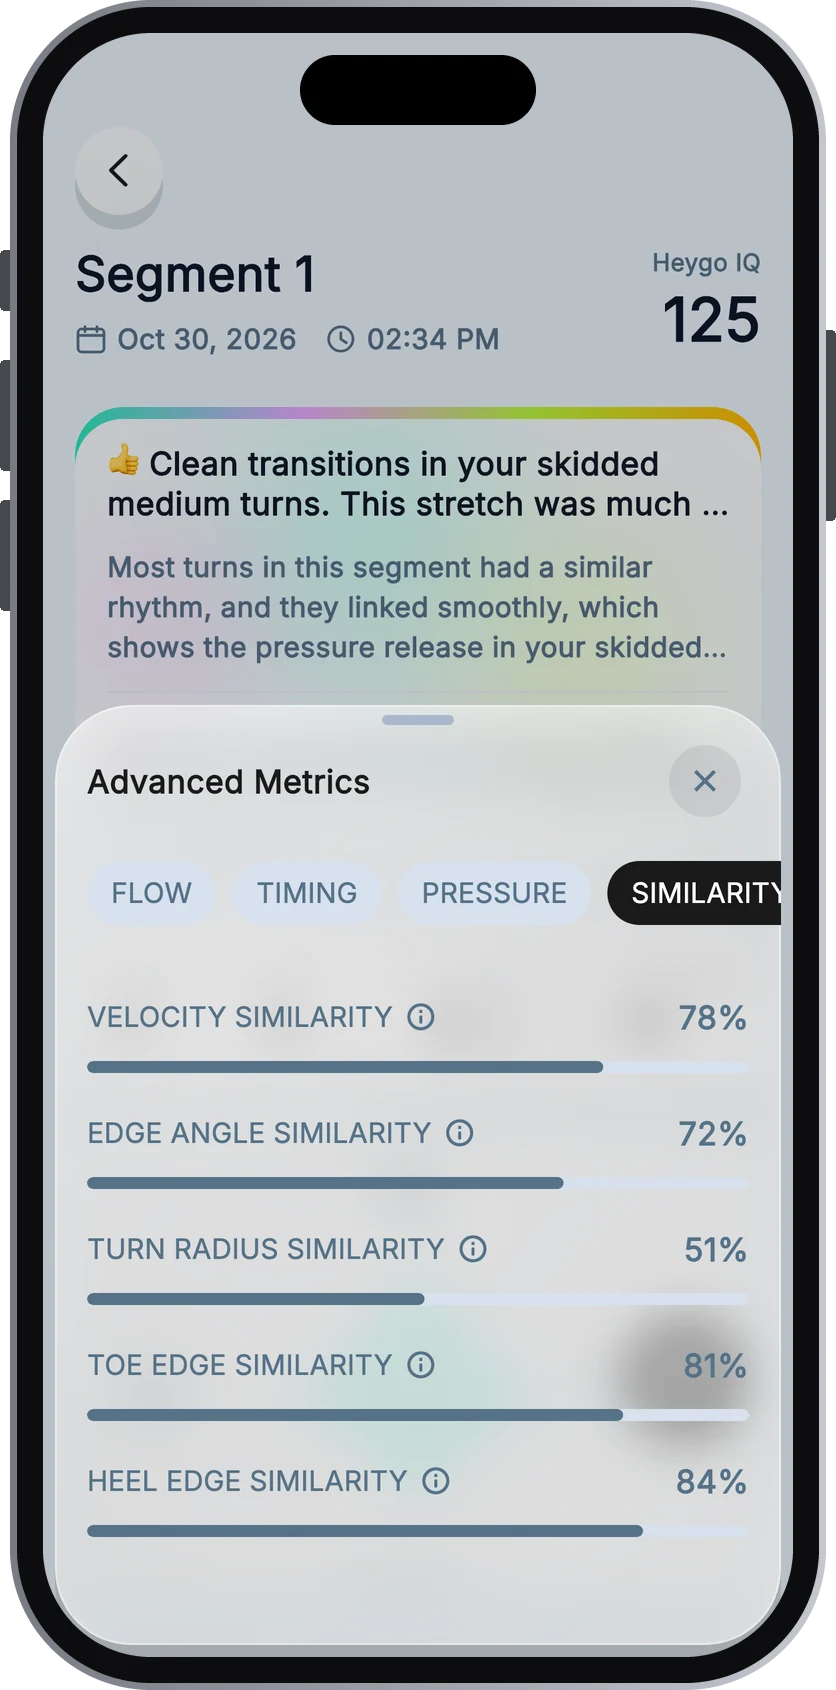 Segment 1
Heygo IQ
125
Oct 30, 2026 02:34 PM
👍 Clean transitions in your skidded
medium turns. This stretch was much ...
Most turns in this segment had a similar
rhythm, and they linked smoothly, which
shows the pressure release in your skidded...
Advanced Metrics
FLOW TIMING PRESSURE SIMILARITY
VELOCITY SIMILARITY 78%
EDGE ANGLE SIMILARITY 72%
TURN RADIUS SIMILARITY 51%
TOE EDGE SIMILARITY 81%
HEEL EDGE SIMILARITY 84%